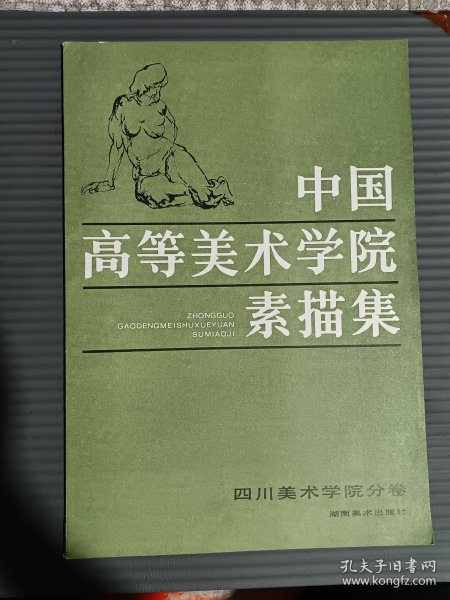 中国
高等美术学院
素描集
ZHONGGUO
GAODENGMEISHUXUEYUAN
SUMIAOJI
四川美术学院分卷
湖南美术出版社
孔夫子旧书网
www.kongfz.com